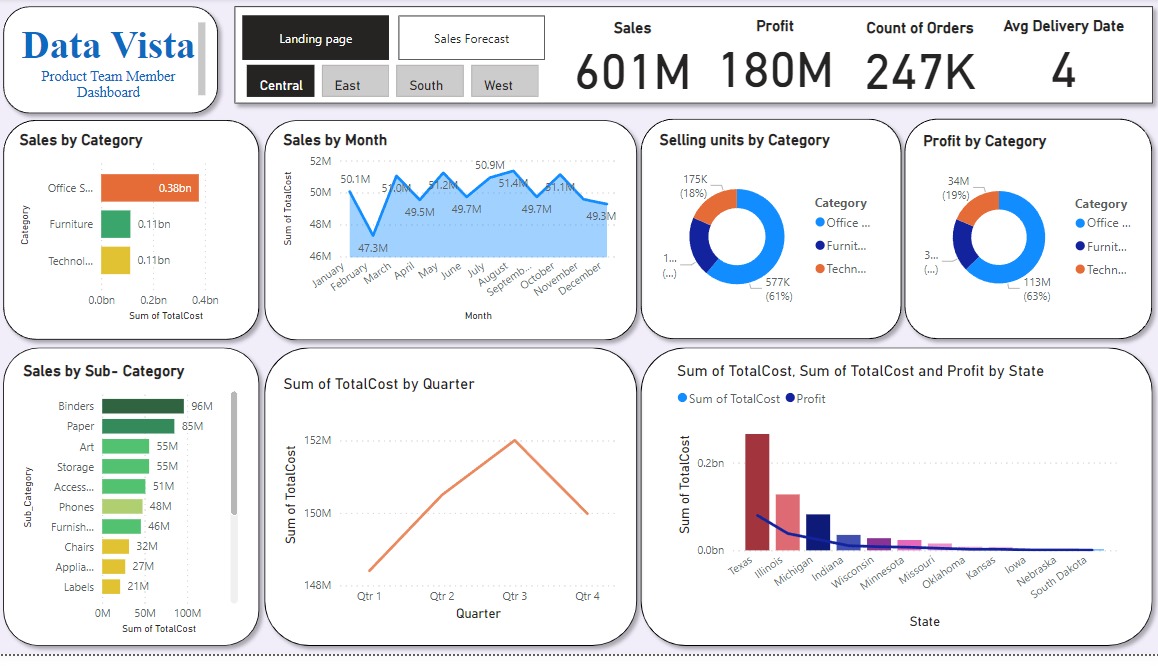 Data Vista
Product Team Member
Dashboard
Landing page
Sales Forecast
Central
East
South
West
Sales
601M
Profit
180M
Count of Orders
247K
Avg Delivery Date
4
Sales by Category
Category
Office S...
0.38bn
Furniture
0.11bn
Technol...
0.11bn
0.0bn 0.2bn 0.4bn
Sum of TotalCost
Sales by Month
Sum of TotalCost
52M
50M
48M
46M
50.1M
47.3M
51.0M
49.5M
51.2M
49.7M
50.9M
51.4M
49.7M
51.1M
49.3M
January
February
March
April
May
June
July
August
Septemb...
October
November
December
Month
Selling units by Category
175K
(18%)
1...
(...)
577K
(61%)
Category
Office ...
Furnit...
Techn...
Profit by Category
34M
(19%)
3...
(...)
113M
(63%)
Category
Office ...
Furnit...
Techn...
Sales by Sub- Category
Sub_Category
Binders 96M
Paper 85M
Art 55M
Storage 55M
Access... 51M
Phones 48M
Furnish... 46M
Chairs 32M
Applia... 27M
Labels 21M
0M 50M 100M
Sum of TotalCost
Sum of TotalCost by Quarter
Sum of TotalCost
152M
150M
148M
Qtr 1 Qtr 2 Qtr 3 Qtr 4
Quarter
Sum of TotalCost, Sum of TotalCost and Profit by State
Sum of TotalCost Profit
Sum of TotalCost
0.2bn
0.0bn
Texas
Illinois
Michigan
Indiana
Wisconsin
Minnesota
Missouri
Oklahoma
Kansas
Iowa
Nebraska
South Dakota
State